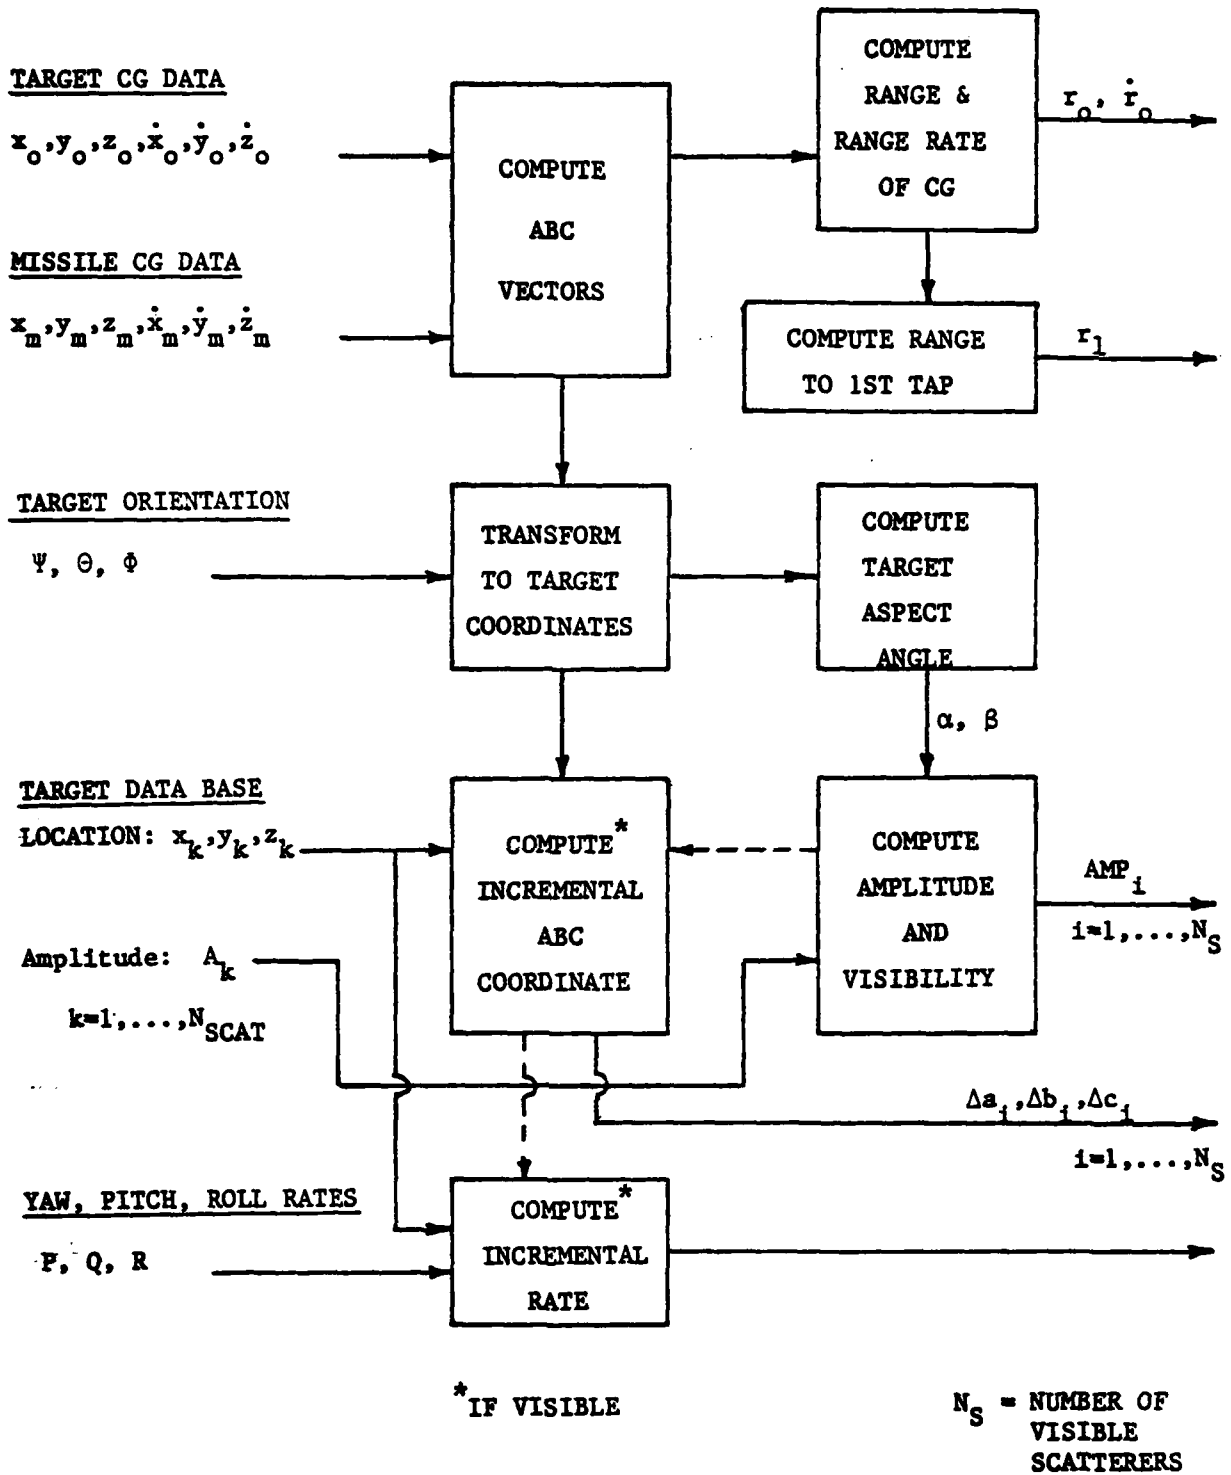 TARGET CG DATA
xₒ,yₒ,zₒ,ẋₒ,ẏₒ,żₒ
MISSILE CG DATA
xₘ,yₘ,zₘ,ẋₘ,ẏₘ,żₘ
COMPUTE
ABC
VECTORS
COMPUTE
RANGE &
RANGE RATE
OF CG
rₒ, ṙₒ
COMPUTE RANGE
TO 1ST TAP
r₁
TARGET ORIENTATION
Ψ, Θ, Φ
TRANSFORM
TO TARGET
COORDINATES
COMPUTE
TARGET
ASPECT
ANGLE
α, β
TARGET DATA BASE
LOCATION: xₖ,yₖ,zₖ
Amplitude: Aₖ
k=1,...,N_SCAT
COMPUTE*
INCREMENTAL
ABC
COORDINATE
COMPUTE
AMPLITUDE
AND
VISIBILITY
AMPᵢ
i=1,...,N_S
Δaᵢ,Δbᵢ,Δcᵢ
i=1,...,N_S
YAW, PITCH, ROLL RATES
P, Q, R
COMPUTE*
INCREMENTAL
RATE
*IF VISIBLE
N_S = NUMBER OF
VISIBLE
SCATTERERS